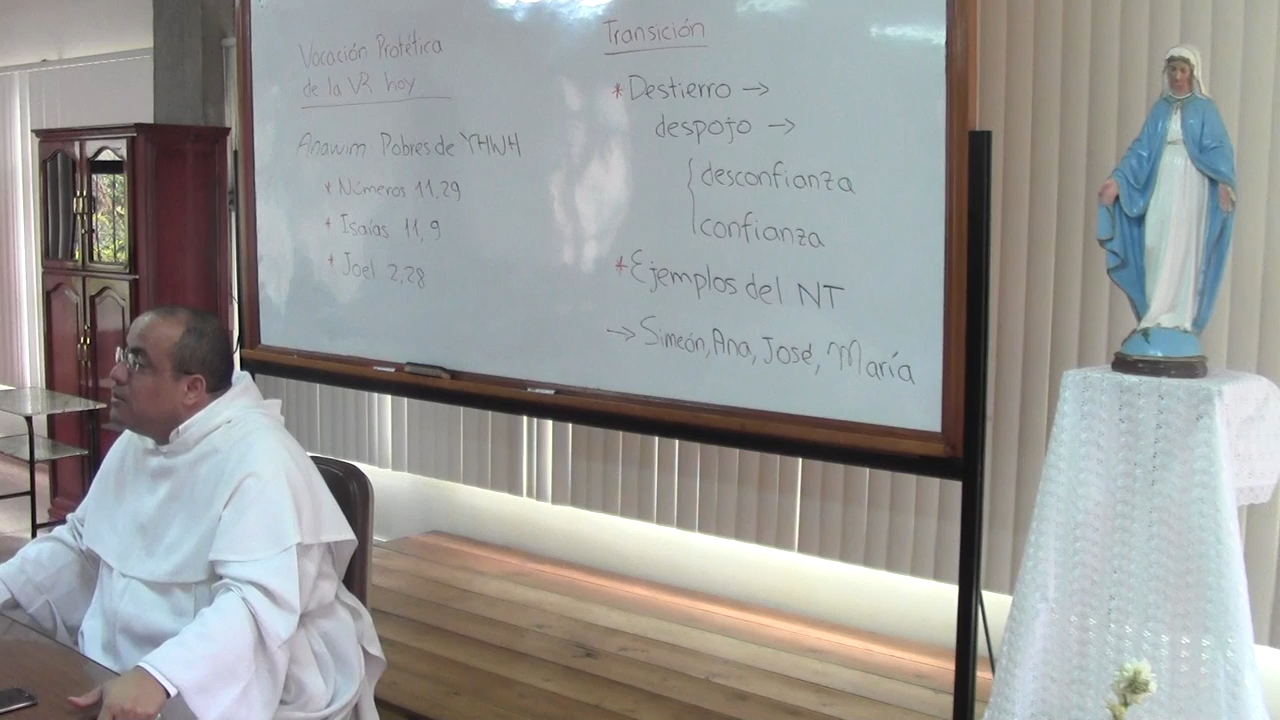 Vocación Profética
de la VR hoy
Anawim: Pobres de YHWH
* Números 11,29
* Isaías 11,9
* Joel 2,28
Transición
* Destierro →
despojo →
{ desconfianza
confianza
* Ejemplos del NT
→ Simeón, Ana, José, María